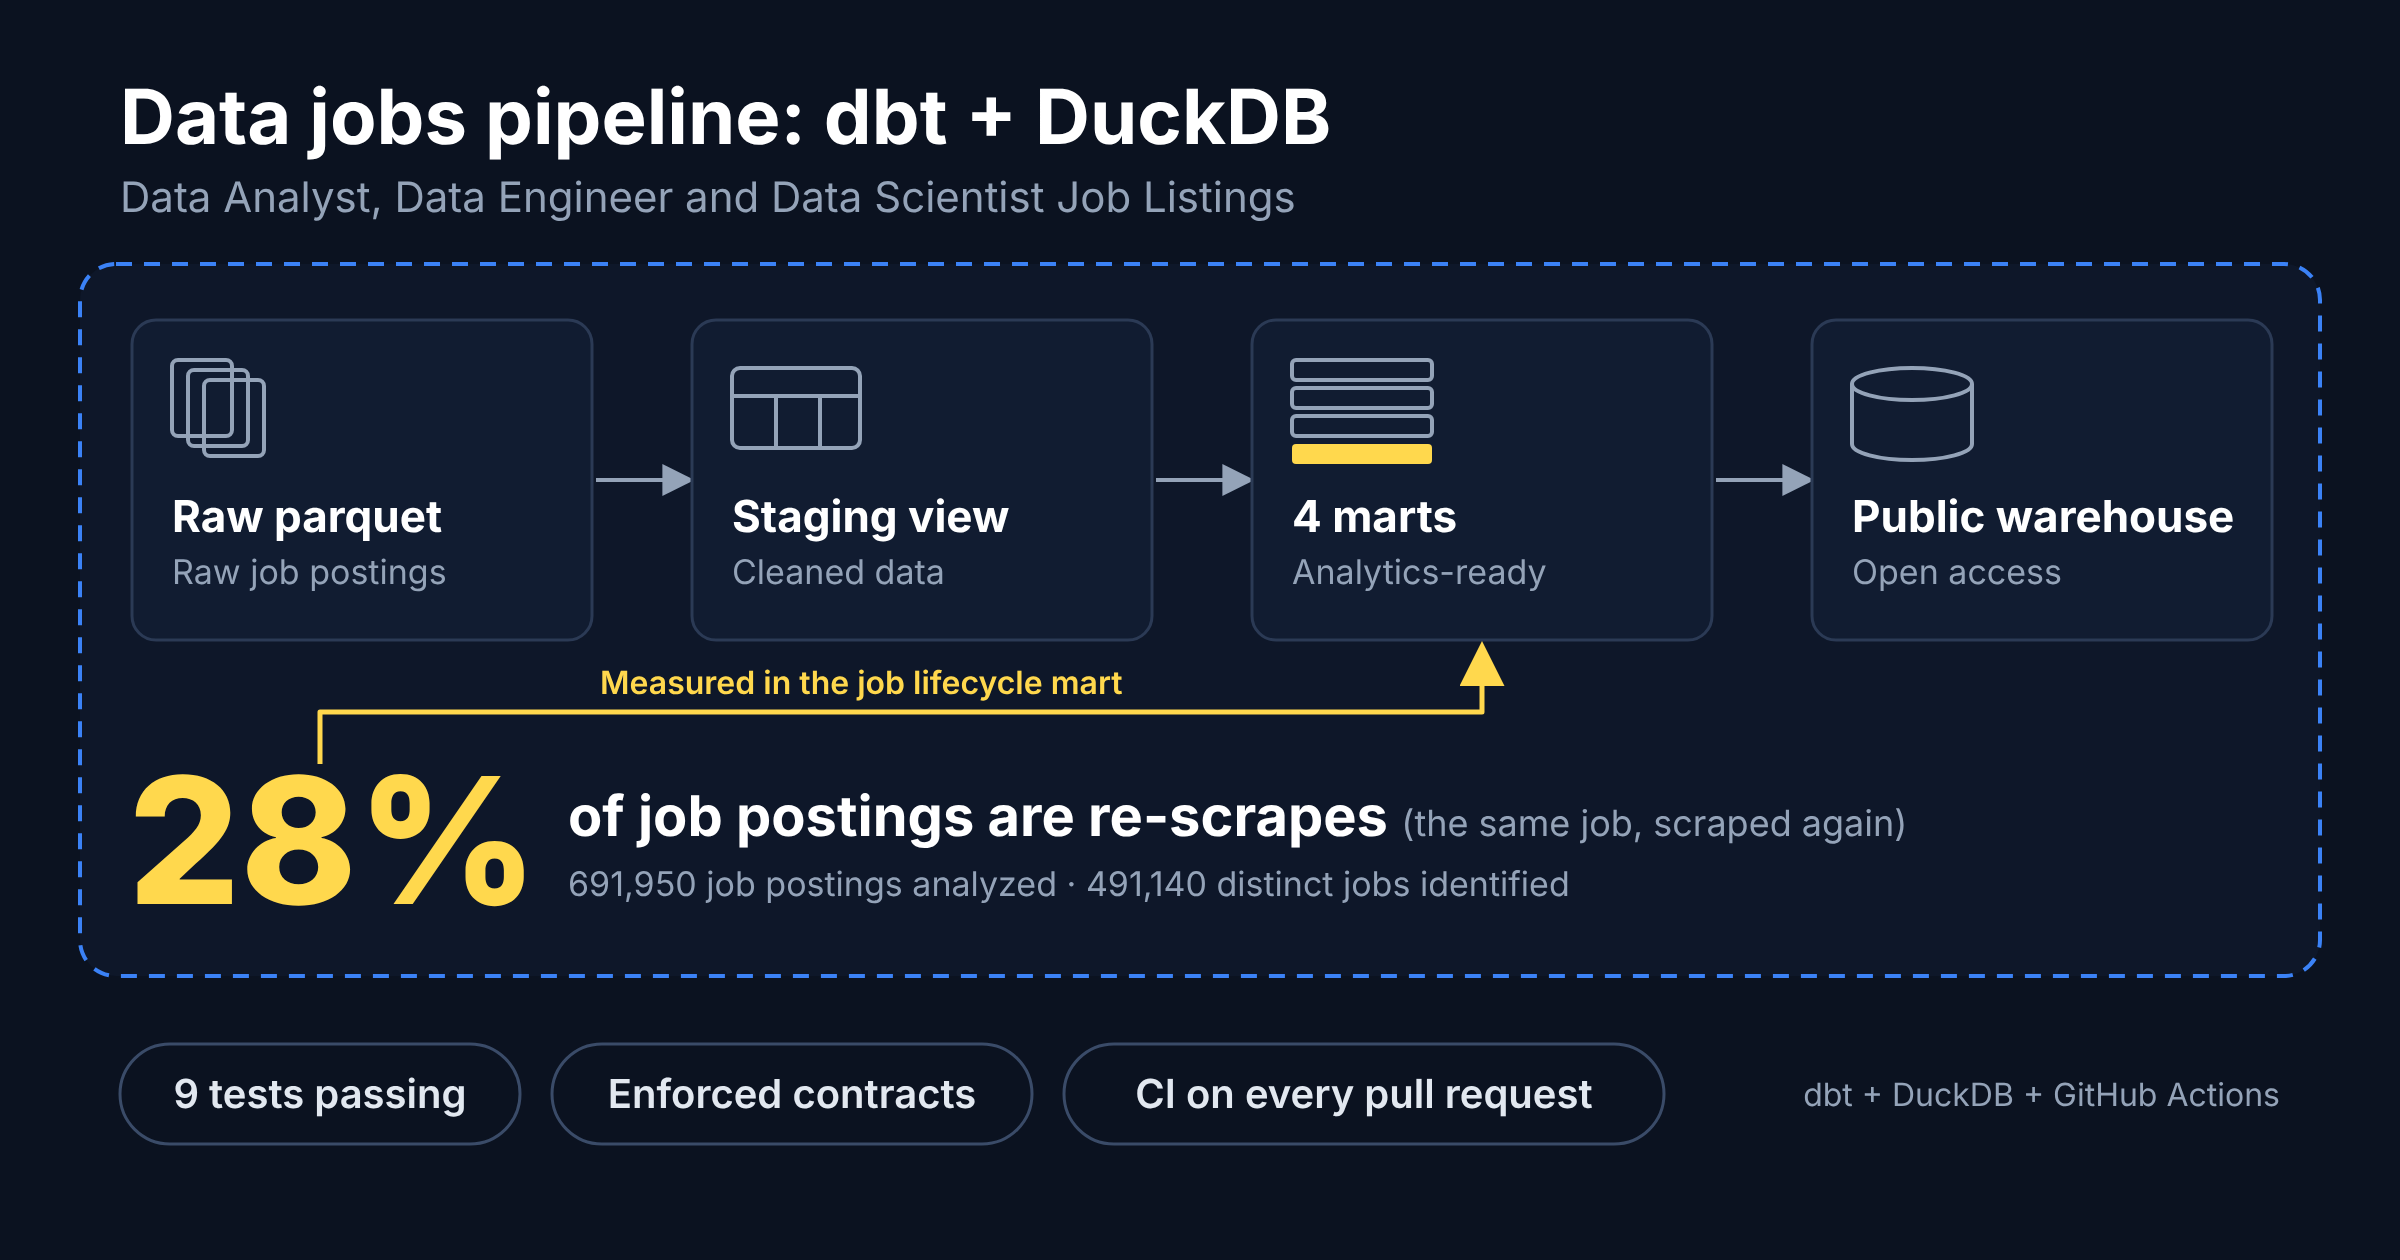 Data jobs pipeline: dbt + DuckDB
Data Analyst, Data Engineer and Data Scientist Job Listings
Raw parquet
Raw job postings
Staging view
Cleaned data
4 marts
Analytics-ready
Public warehouse
Open access
Measured in the job lifecycle mart
28%
of job postings are re-scrapes (the same job, scraped again)
691,950 job postings analyzed · 491,140 distinct jobs identified
9 tests passing
Enforced contracts
CI on every pull request
dbt + DuckDB + GitHub Actions